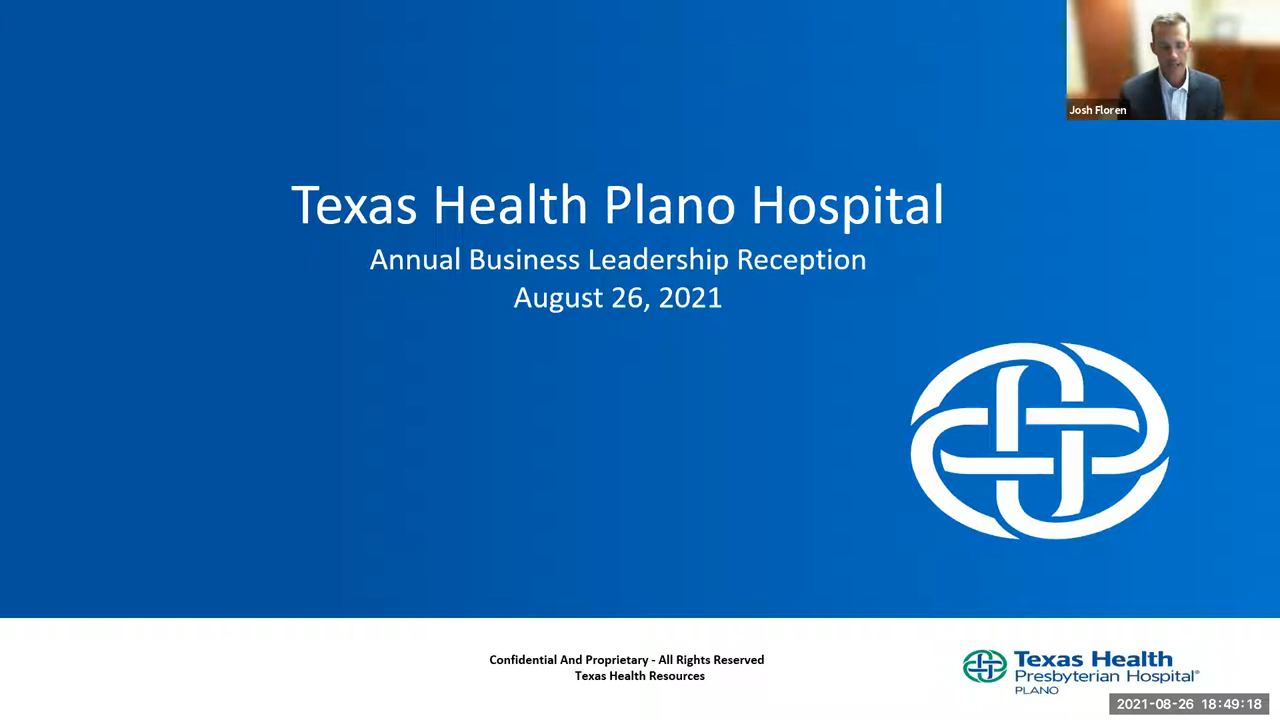 Josh Floren
Texas Health Plano Hospital
Annual Business Leadership Reception
August 26, 2021
Confidential And Proprietary - All Rights Reserved
Texas Health Resources
Texas Health
Presbyterian Hospital®
PLANO
2021-08-26 18:49:18